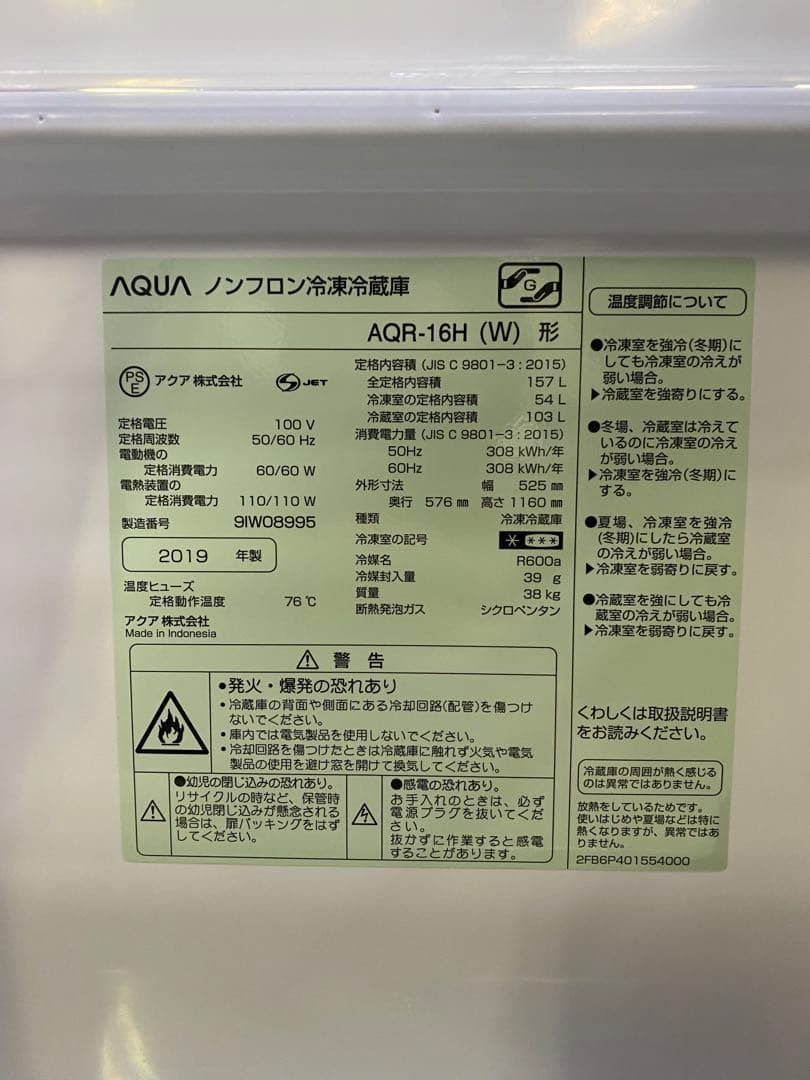 AQUA ノンフロン冷凍冷蔵庫
G
AQR-16H (W) 形
PS E アクア 株式会社 JET
定格電圧 100 V
定格周波数 50/60 Hz
電動機の
定格消費電力 60/60 W
電熱装置の
定格消費電力 110/110 W
製造番号 9IW08995
2019 年製
温度ヒューズ
定格動作温度 76 ℃
アクア 株式会社
Made in Indonesia
定格内容積 (JIS C 9801-3 : 2015)
全定格内容積 157 L
冷凍室の定格内容積 54 L
冷蔵室の定格内容積 103 L
消費電力量 (JIS C 9801-3 : 2015)
50Hz 308 kWh/年
60Hz 308 kWh/年
外形寸法 幅 525 ㎜
奥行 576 ㎜ 高さ 1160 ㎜
種類 冷凍冷蔵庫
冷凍室の記号 * ***
冷媒名 R600a
冷媒封入量 39 g
質量 38 kg
断熱発泡ガス シクロペンタン
⚠ 警 告
●発火・爆発の恐れあり
・冷蔵庫の背面や側面にある冷却回路(配管)を傷つけ
ないでください。
・庫内では電気製品を使用しないでください。
・冷却回路を傷つけたときは冷蔵庫に触れず火気や電気
製品の使用を避け窓を開けて換気してください。
●幼児の閉じ込みの恐れあり。
リサイクルの時など、保管時
の幼児閉じ込みが懸念される
場合は、扉パッキングをはず
してください。
●感電の恐れあり。
お手入れのときは、必ず
電源プラグを抜いてくだ
さい。
抜かずに作業すると感電
することがあります。
温度調節について
●冷凍室を強冷(冬期)に
しても冷凍室の冷えが
弱い場合。
▶冷蔵室を強寄りにする。
●冬場、冷蔵室は冷えて
いるのに冷凍室の冷え
が弱い場合。
▶冷凍室を強冷(冬期)に
する。
●夏場、冷凍室を強冷
(冬期)にしたら冷蔵室
の冷えが弱い場合。
▶冷凍室を弱寄りに戻す。
●冷蔵室を強にしても冷
蔵室の冷えが弱い場合。
▶冷凍室を弱寄りに戻す。
くわしくは取扱説明書
をお読みください。
冷蔵庫の周囲が熱く感じる
のは異常ではありません。
放熱をしているためです。
使いはじめや夏場などは特に
熱くなりますが、異常ではあ
りません。
2FB6P401554000